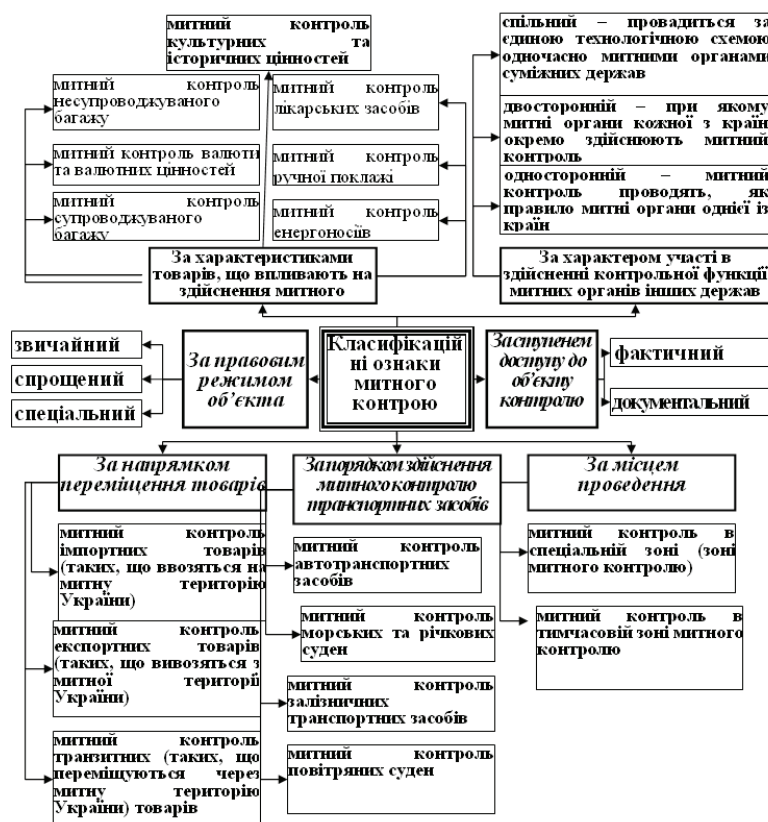 митний контроль
культурних та
історичних цінностей
спільний – провадиться за
єдиною технологічною схемою
одночасно митними органами
суміжних держав
митний контроль
несупроводжуваного
багажу
митний контроль
лікарських засобів
двосторонній – при якому
митні органи кожної з країн
окремо здійснюють митний
контроль
митний контроль валюти
та валютних цінностей
митний контроль
ручної поклажі
односторонній – митний
контроль проводять, як
правило митні органи однієї із
країн
митний контроль
супроводжуваного
багажу
митний контроль
енергоносіїв
За характеристиками
товарів, що впливають на
здійснення митного
За характером участі в
здійсненні контрольної функції
митних органів інших держав
звичайний
спрощений
спеціальний
За правовим
режимом
об'єкта
Класифікацій
ні ознаки
митного
контрою
Заступенем
доступу до
об'єкту
контролю
фактичний
документальний
За напрямком
переміщення товарів
Запорядком здійснення
митного контролю
транспортних засобів
За місцем
проведення
митний контроль
імпортних товарів
(таких, що ввозяться на
митну територію
України)
митний контроль
автотранспортних
засобів
митний контроль в
спеціальній зоні (зоні
митного контролю)
митний контроль
експортних товарів
(таких, що вивозяться з
митної території
України)
митний контроль
морських та річкових
суден
митний контроль в
тимчасовій зоні митного
контролю
митний контроль
залізничних
транспортних засобів
митний контроль
транзитних (таких, що
переміщуються через
митну територію
України) товарів
митний контроль
повітряних суден